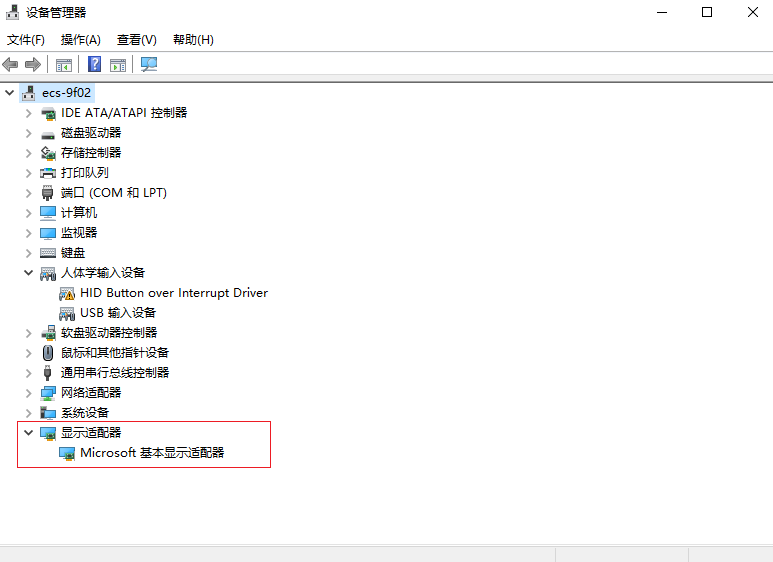 设备管理器
文件(F) 操作(A) 查看(V) 帮助(H)
ecs-9f02
IDE ATA/ATAPI 控制器
磁盘驱动器
存储控制器
打印队列
端口 (COM 和 LPT)
计算机
监视器
键盘
人体学输入设备
HID Button over Interrupt Driver
USB 输入设备
软盘驱动器控制器
鼠标和其他指针设备
通用串行总线控制器
网络适配器
系统设备
显示适配器
Microsoft 基本显示适配器